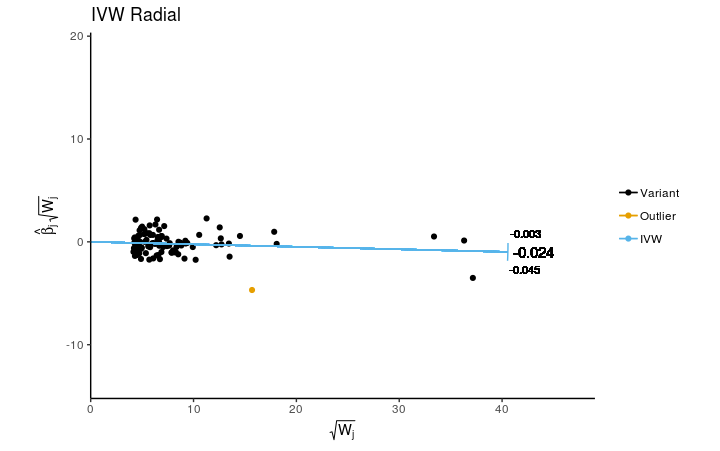 IVW Radial
20
10
0
-10
β̂j√Wj
0
10
20
30
40
√Wj
-0.003
-0.024
-0.045
Variant
Outlier
IVW